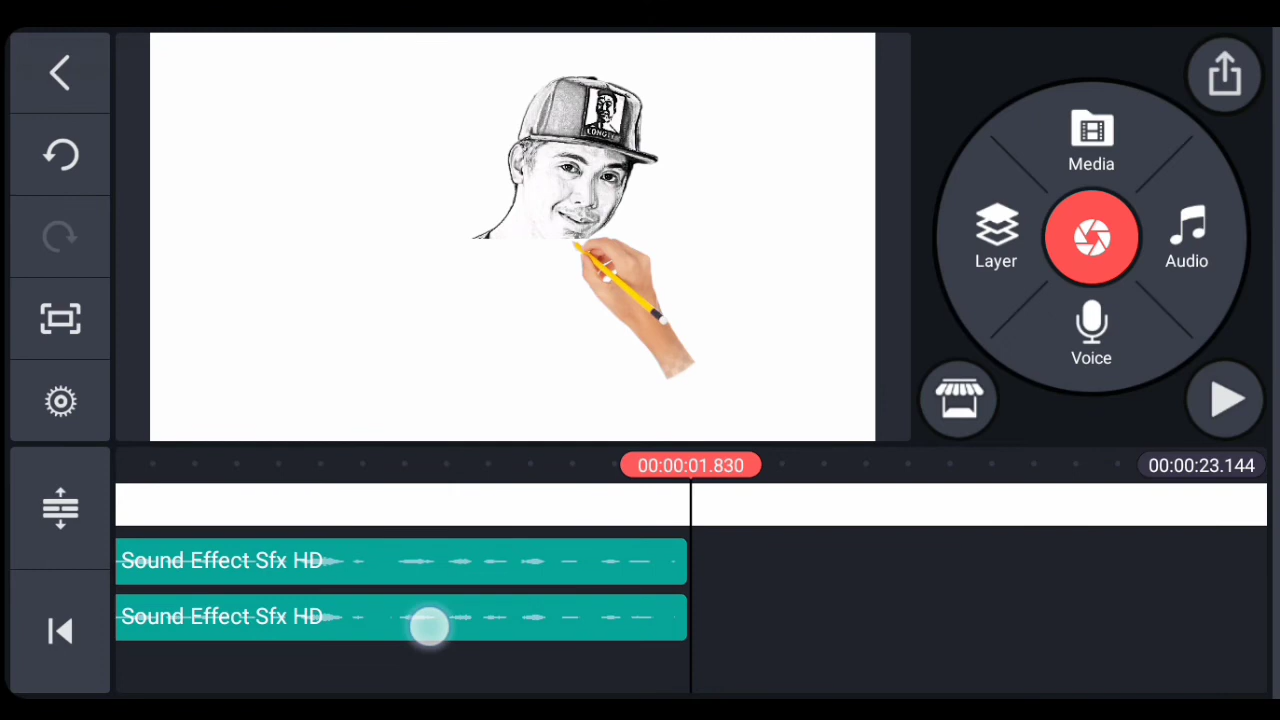 Media
Layer
Audio
Voice
00:00:01.830
00:00:23.144
Sound Effect Sfx HD
Sound Effect Sfx HD